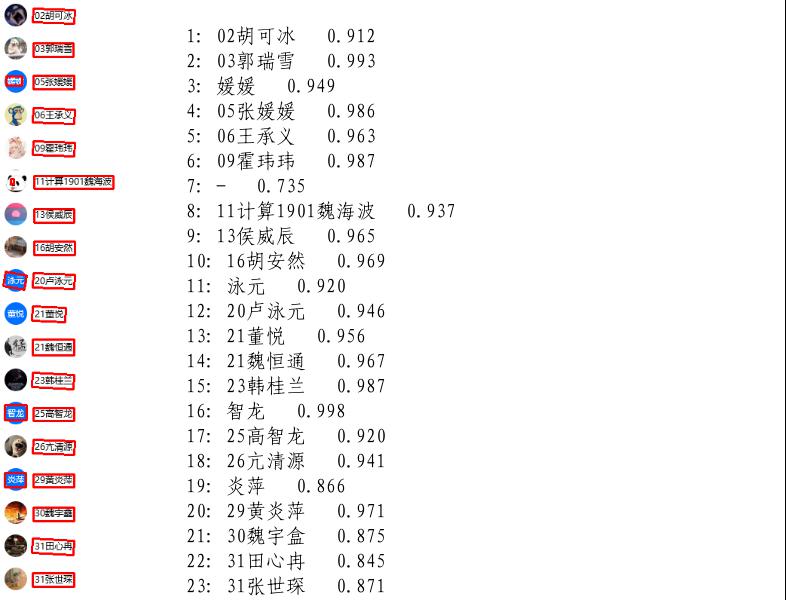 02胡可冰
03郭瑞雪
媛媛 05张媛媛
06王承义
09霍玮玮
11计算1901魏海波
13侯威辰
16胡安然
泳元 20卢泳元
董悦 21董悦
21魏恒通
23韩桂兰
智龙 25高智龙
26亢清源
炎萍 29黄炎萍
30魏宇鑫
31田心冉
31张世琛
1: 02胡可冰 0.912
2: 03郭瑞雪 0.993
3: 媛媛 0.949
4: 05张媛媛 0.986
5: 06王承义 0.963
6: 09霍玮玮 0.987
7: - 0.735
8: 11计算1901魏海波 0.937
9: 13侯威辰 0.965
10: 16胡安然 0.969
11: 泳元 0.920
12: 20卢泳元 0.946
13: 21董悦 0.956
14: 21魏恒通 0.967
15: 23韩桂兰 0.987
16: 智龙 0.998
17: 25高智龙 0.920
18: 26亢清源 0.941
19: 炎萍 0.866
20: 29黄炎萍 0.971
21: 30魏宇盒 0.875
22: 31田心冉 0.845
23: 31张世琛 0.871